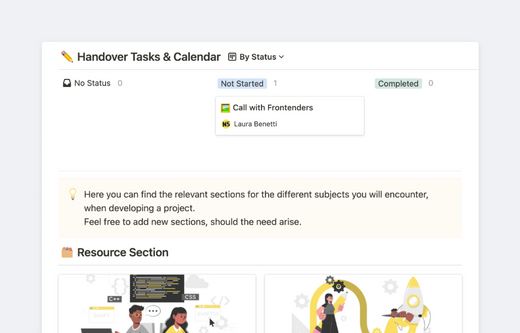 Handover Tasks & Calendar By Status
No Status 0 Not Started 1 Completed 0
Call with Frontenders
NS Laura Benetti
Here you can find the relevant sections for the different subjects you will encounter,
when developing a project.
Feel free to add new sections, should the need arise.
Resource Section
C++ CSS